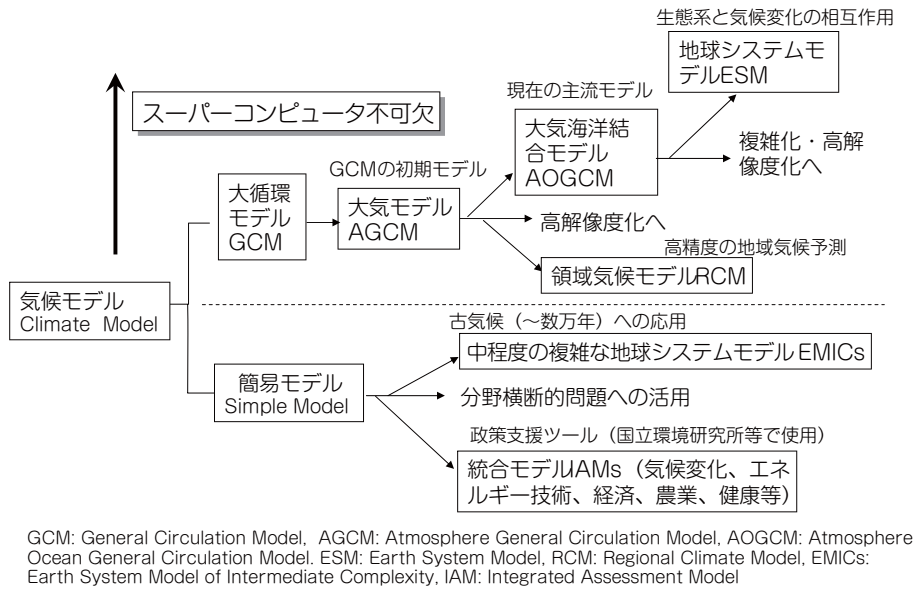 生態系と気候変化の相互作用
地球システムモ
デルESM
現在の主流モデル
スーパーコンピュータ不可欠
大気海洋結
合モデル
AOGCM
複雑化・高解
像度化へ
GCMの初期モデル
大循環
モデル
GCM
大気モデル
AGCM
高解像度化へ
高精度の地域気候予測
領域気候モデルRCM
気候モデル
Climate Model
古気候（～数万年）への応用
中程度の複雑な地球システムモデル EMICs
簡易モデル
Simple Model
分野横断的問題への活用
政策支援ツール（国立環境研究所等で使用）
統合モデルIAMs（気候変化、エネ
ルギー技術、経済、農業、健康等）
GCM: General Circulation Model, AGCM: Atmosphere General Circulation Model, AOGCM: Atmosphere
Ocean General Circulation Model. ESM: Earth System Model, RCM: Regional Climate Model, EMICs:
Earth System Model of Intermediate Complexity, IAM: Integrated Assessment Model